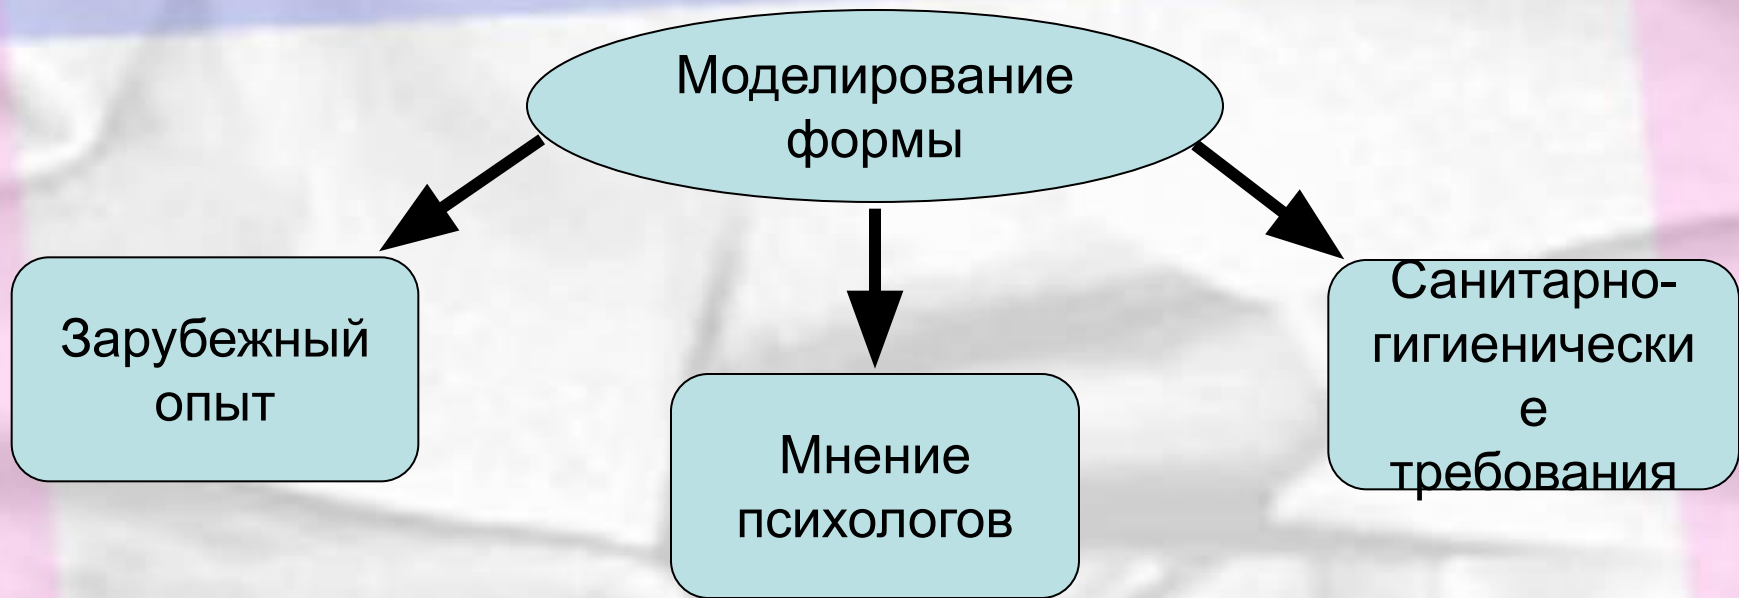 Моделирование
формы
Зарубежный
опыт
Мнение
психологов
Санитарно-
гигиенически
е
требования